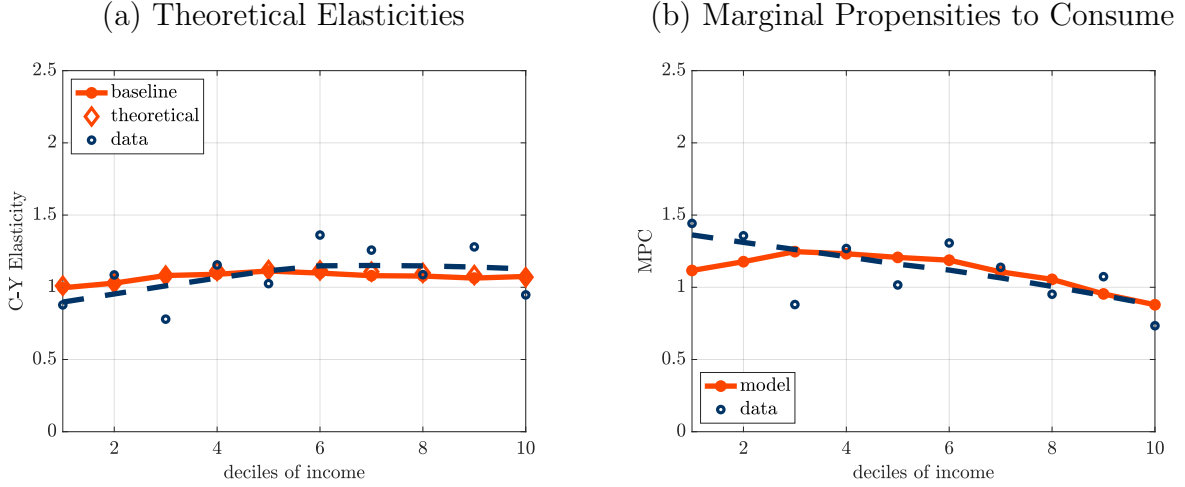 (a) Theoretical Elasticities
2.5
2
1.5
1
0.5
0
C-Y Elasticity
baseline
theoretical
data
2 4 6 8 10
deciles of income
(b) Marginal Propensities to Consume
2.5
2
1.5
1
0.5
0
MPC
model
data
2 4 6 8 10
deciles of income